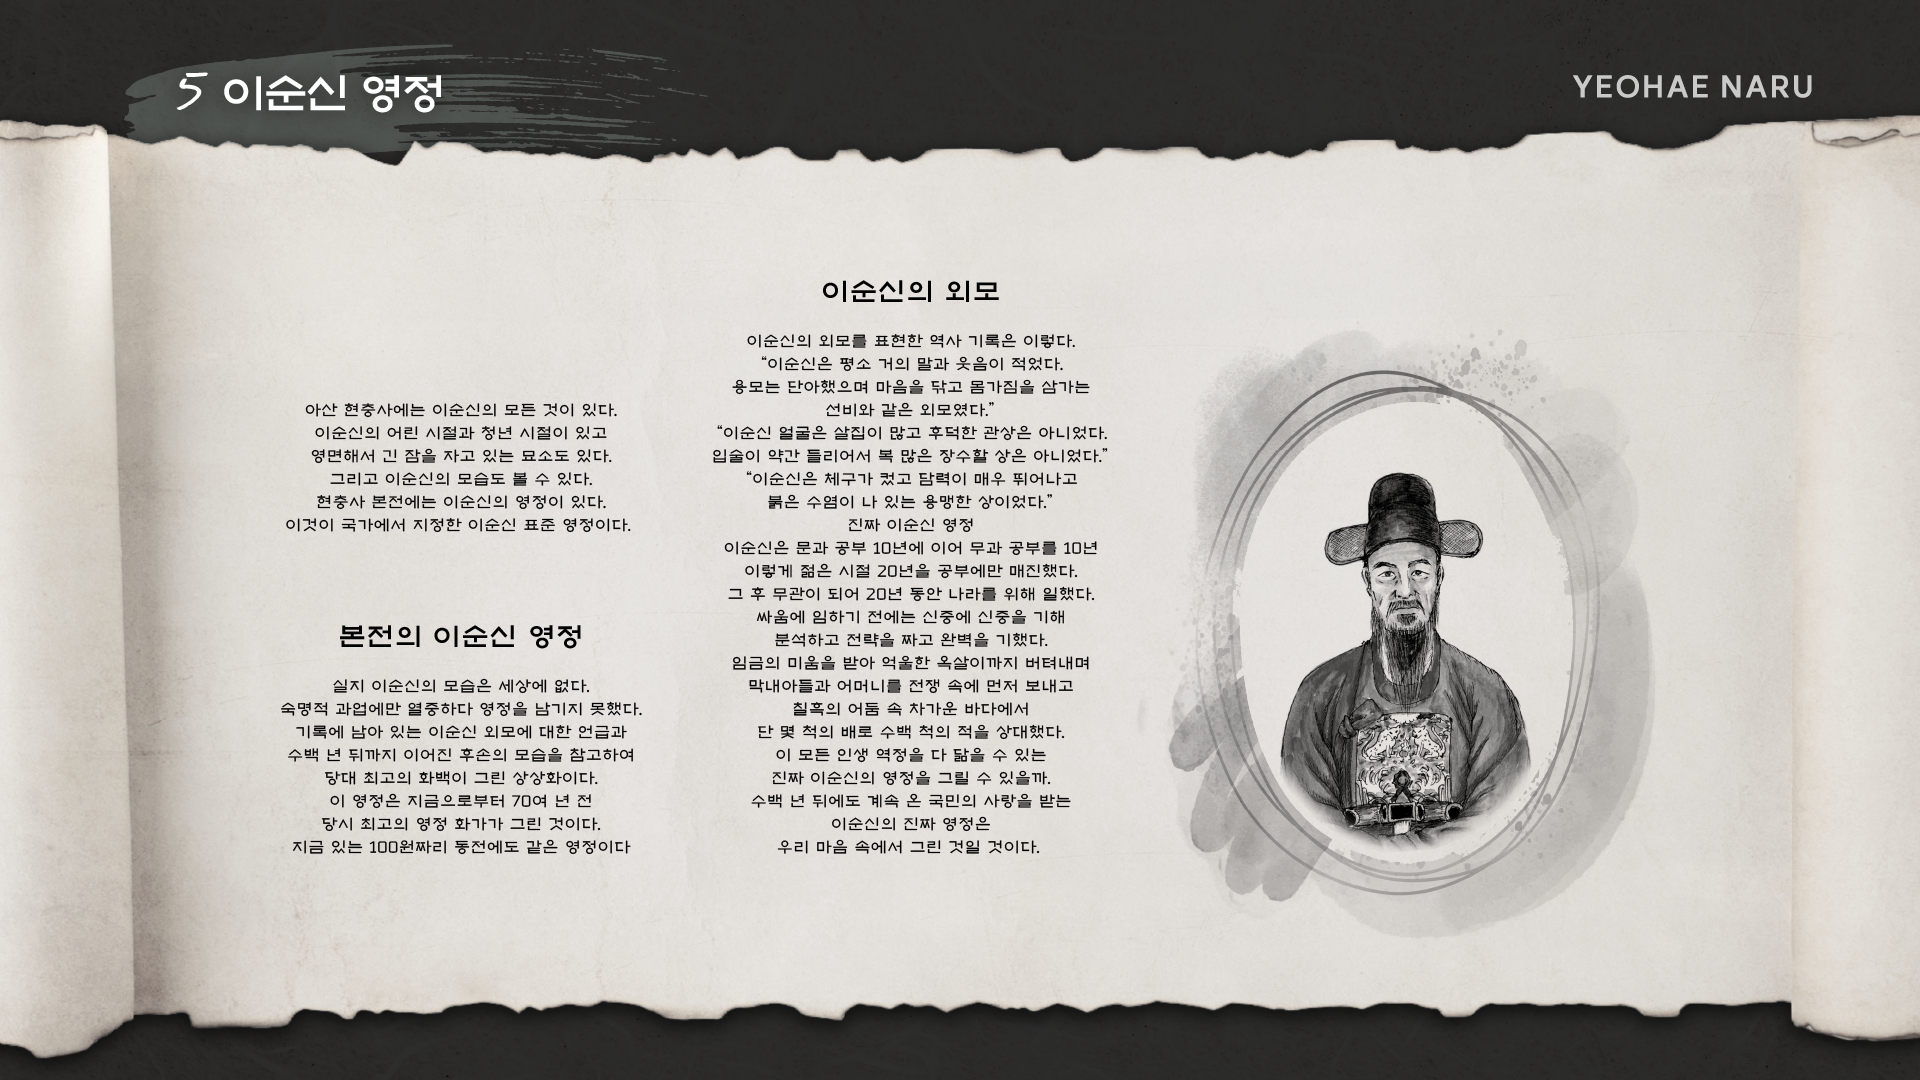 5 이순신 영정
YEOHAE NARU
아산 현충사에는 이순신의 모든 것이 있다.
이순신의 어린 시절과 청년 시절이 있고
영면해서 긴 잠을 자고 있는 묘소도 있다.
그리고 이순신의 모습도 볼 수 있다.
현충사 본전에는 이순신의 영정이 있다.
이것이 국가에서 지정한 이순신 표준 영정이다.
본전의 이순신 영정
실지 이순신의 모습은 세상에 없다.
숙명적 과업에만 열중하다 영정을 남기지 못했다.
기록에 남아 있는 이순신 외모에 대한 언급과
수백 년 뒤까지 이어진 후손의 모습을 참고하여
당대 최고의 화백이 그린 상상화이다.
이 영정은 지금으로부터 70여 년 전
당시 최고의 영정 화가가 그린 것이다.
지금 있는 100원짜리 동전에도 같은 영정이다
이순신의 외모
이순신의 외모를 표현한 역사 기록은 이렇다.
“이순신은 평소 거의 말과 웃음이 적었다.
용모는 단아했으며 마음을 닦고 몸가짐을 삼가는
선비와 같은 외모였다.”
“이순신 얼굴은 살집이 많고 후덕한 관상은 아니었다.
입술이 약간 들리어서 복 많은 장수할 상은 아니었다.”
“이순신은 체구가 컸고 담력이 매우 뛰어나고
붉은 수염이 나 있는 용맹한 상이었다.”
진짜 이순신 영정
이순신은 문과 공부 10년에 이어 무과 공부를 10년
이렇게 젊은 시절 20년을 공부에만 매진했다.
그 후 무관이 되어 20년 동안 나라를 위해 일했다.
싸움에 임하기 전에는 신중에 신중을 기해
분석하고 전략을 짜고 완벽을 기했다.
임금의 미움을 받아 억울한 옥살이까지 버텨내며
막내아들과 어머니를 전쟁 속에 먼저 보내고
칠흑의 어둠 속 차가운 바다에서
단 몇 척의 배로 수백 척의 적을 상대했다.
이 모든 인생 역정을 다 닮을 수 있는
진짜 이순신의 영정을 그릴 수 있을까.
수백 년 뒤에도 계속 온 국민의 사랑을 받는
이순신의 진짜 영정은
우리 마음 속에서 그린 것일 것이다.